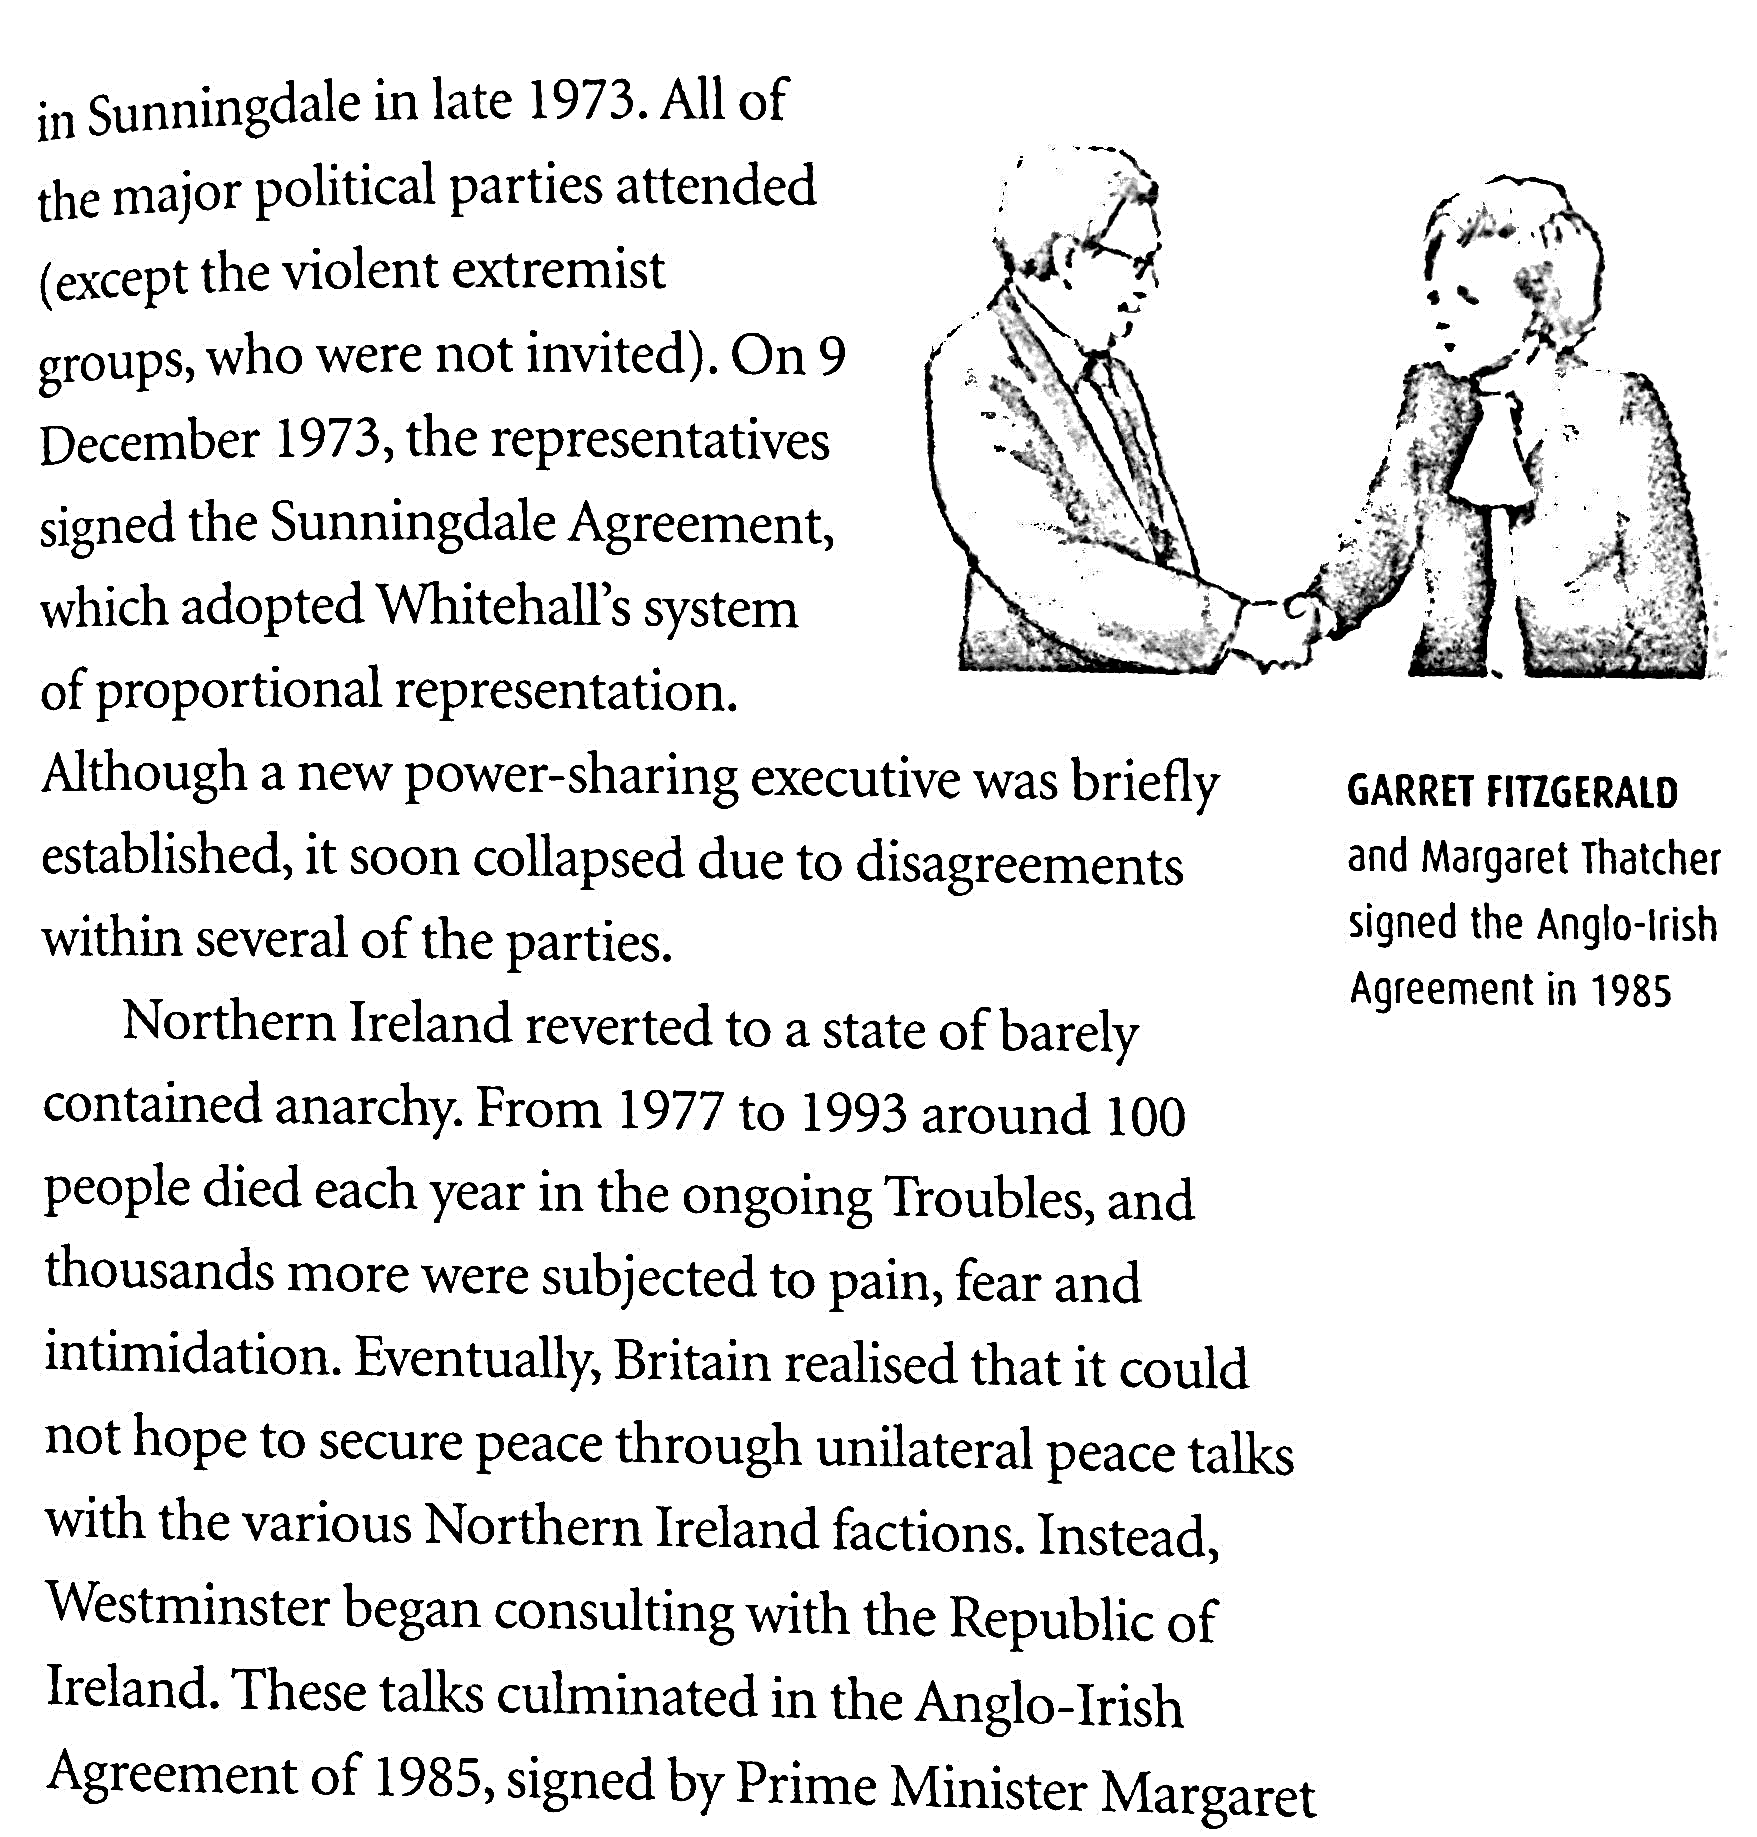 in Sunningdale in late 1973. All of
the major political parties attended
(except the violent extremist
groups, who were not invited). On 9
December 1973, the representatives
signed the Sunningdale Agreement,
which adopted Whitehall's system
of proportional representation.
Although a new power-sharing executive was briefly
established, it soon collapsed due to disagreements
within several of the parties.
Northern Ireland reverted to a state of barely
contained anarchy. From 1977 to 1993 around 100
people died each year in the ongoing Troubles, and
thousands more were subjected to pain, fear and
intimidation. Eventually, Britain realised that it could
not hope to secure peace through unilateral peace talks
with the various Northern Ireland factions. Instead,
Westminster began consulting with the Republic of
Ireland. These talks culminated in the Anglo-Irish
Agreement of 1985, signed by Prime Minister Margaret
GARRET FITZGERALD
and Margaret Thatcher
signed the Anglo-Irish
Agreement in 1985